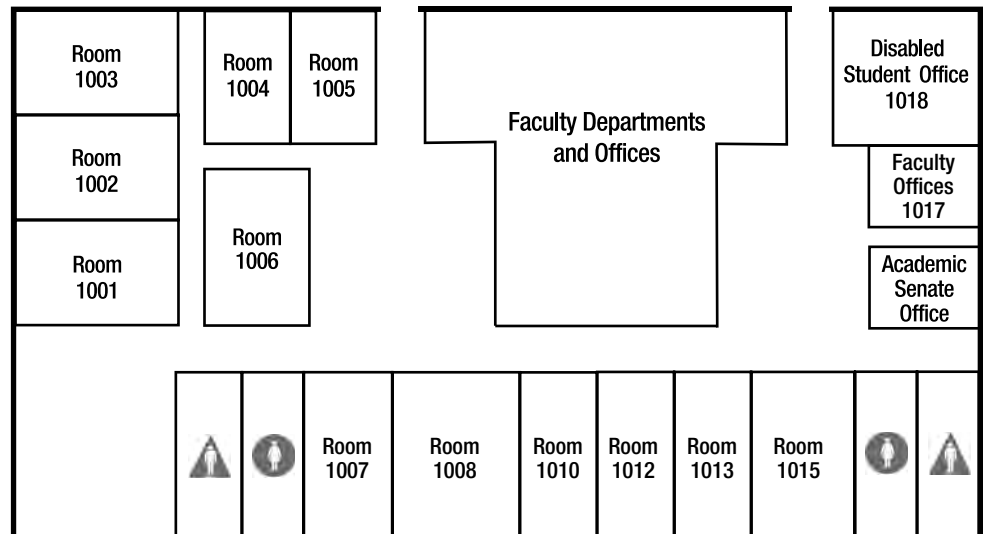 Room
1003
Room
1004
Room
1005
Faculty Departments
and Offices
Disabled
Student Office
1018
Room
1002
Faculty
Offices
1017
Room
1001
Room
1006
Academic
Senate
Office
Room
1007
Room
1008
Room
1010
Room
1012
Room
1013
Room
1015